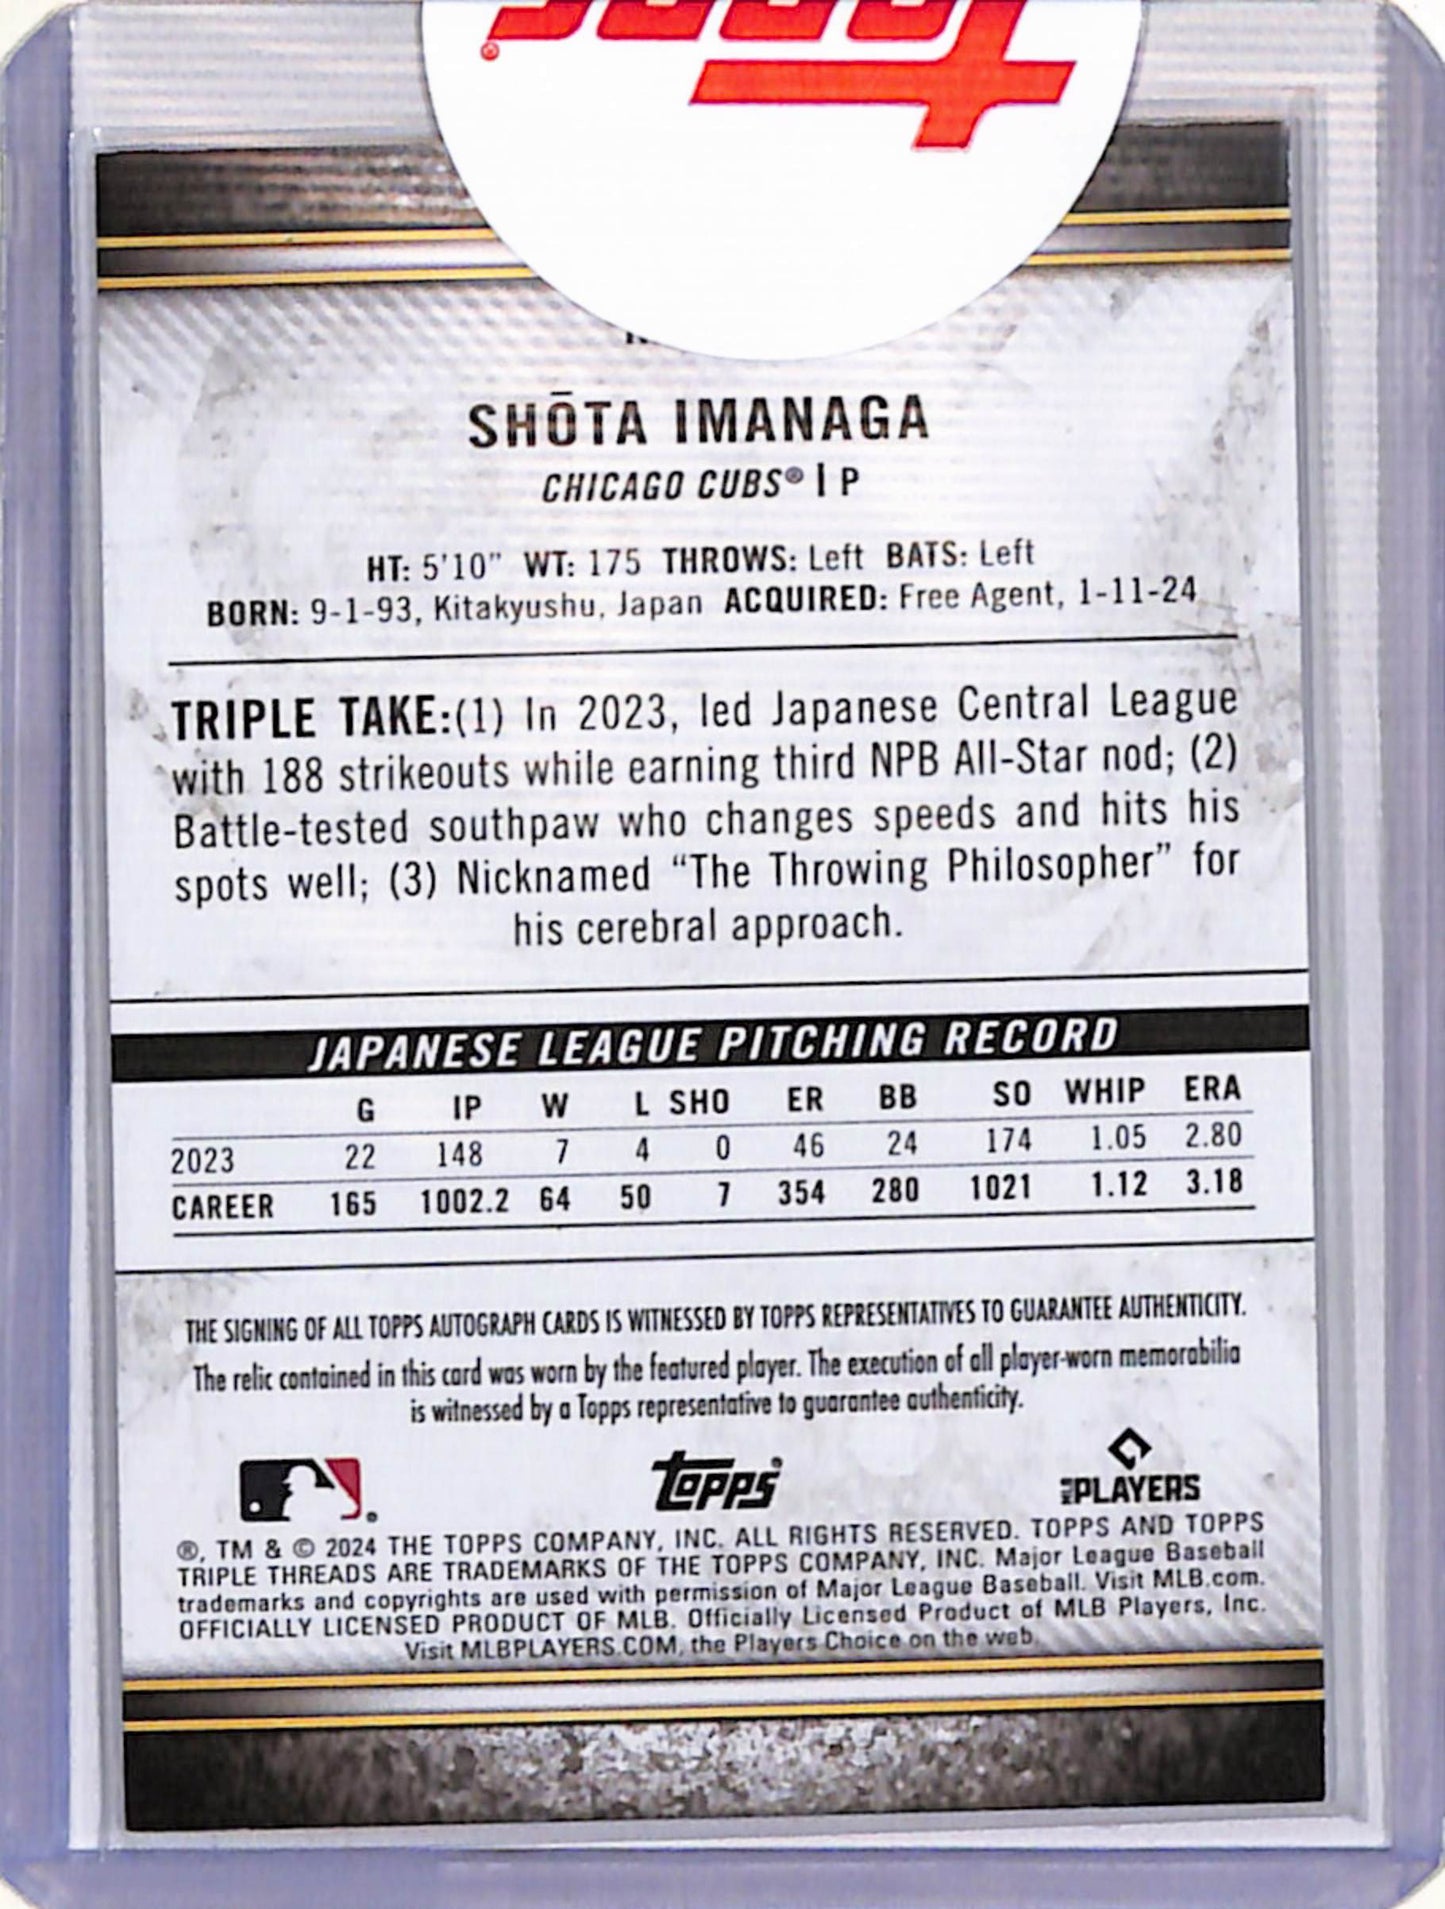 Topps
®
SHŌTA IMANAGA
CHICAGO CUBS® | P
HT: 5'10" WT: 175 THROWS: Left BATS: Left
BORN: 9-1-93, Kitakyushu, Japan ACQUIRED: Free Agent, 1-11-24
TRIPLE TAKE:(1) In 2023, led Japanese Central League
with 188 strikeouts while earning third NPB All-Star nod; (2)
Battle-tested southpaw who changes speeds and hits his
spots well; (3) Nicknamed “The Throwing Philosopher” for
his cerebral approach.
JAPANESE LEAGUE PITCHING RECORD
G IP W L SHO ER BB SO WHIP ERA
2023 22 148 7 4 0 46 24 174 1.05 2.80
CAREER 165 1002.2 64 50 7 354 280 1021 1.12 3.18
THE SIGNING OF ALL TOPPS AUTOGRAPH CARDS IS WITNESSED BY TOPPS REPRESENTATIVES TO GUARANTEE AUTHENTICITY.
The relic contained in this card was worn by the featured player. The execution of all player-worn memorabilia
is witnessed by a Topps representative to guarantee authenticity.
® topps PLAYERS
®, TM & © 2024 THE TOPPS COMPANY, INC. ALL RIGHTS RESERVED. TOPPS AND TOPPS
TRIPLE THREADS ARE TRADEMARKS OF THE TOPPS COMPANY, INC. Major League Baseball
trademarks and copyrights are used with permission of Major League Baseball. Visit MLB.com.
OFFICIALLY LICENSED PRODUCT OF MLB. Officially Licensed Product of MLB Players, Inc.
Visit MLBPLAYERS.COM, the Players Choice on the web.